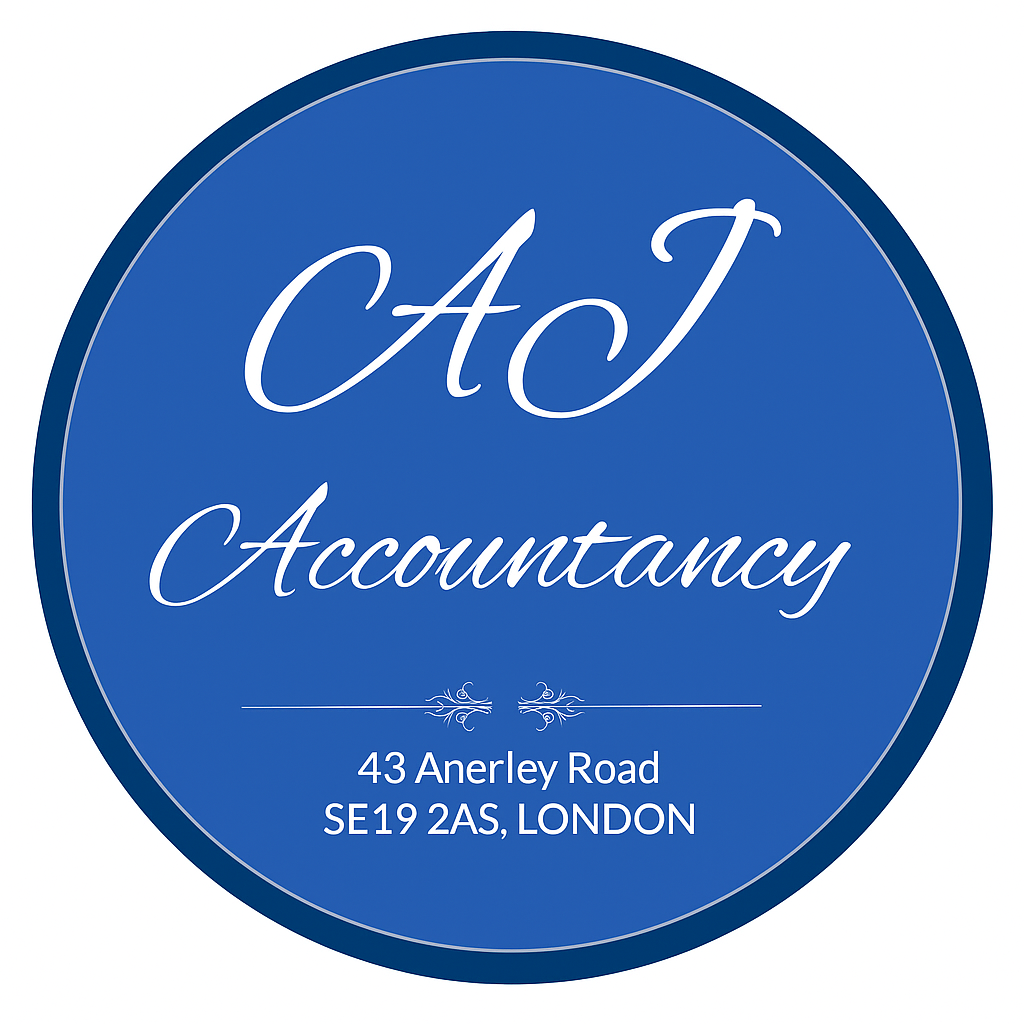 AJ
Accountancy
43 Anerley Road
SE19 2AS, LONDON